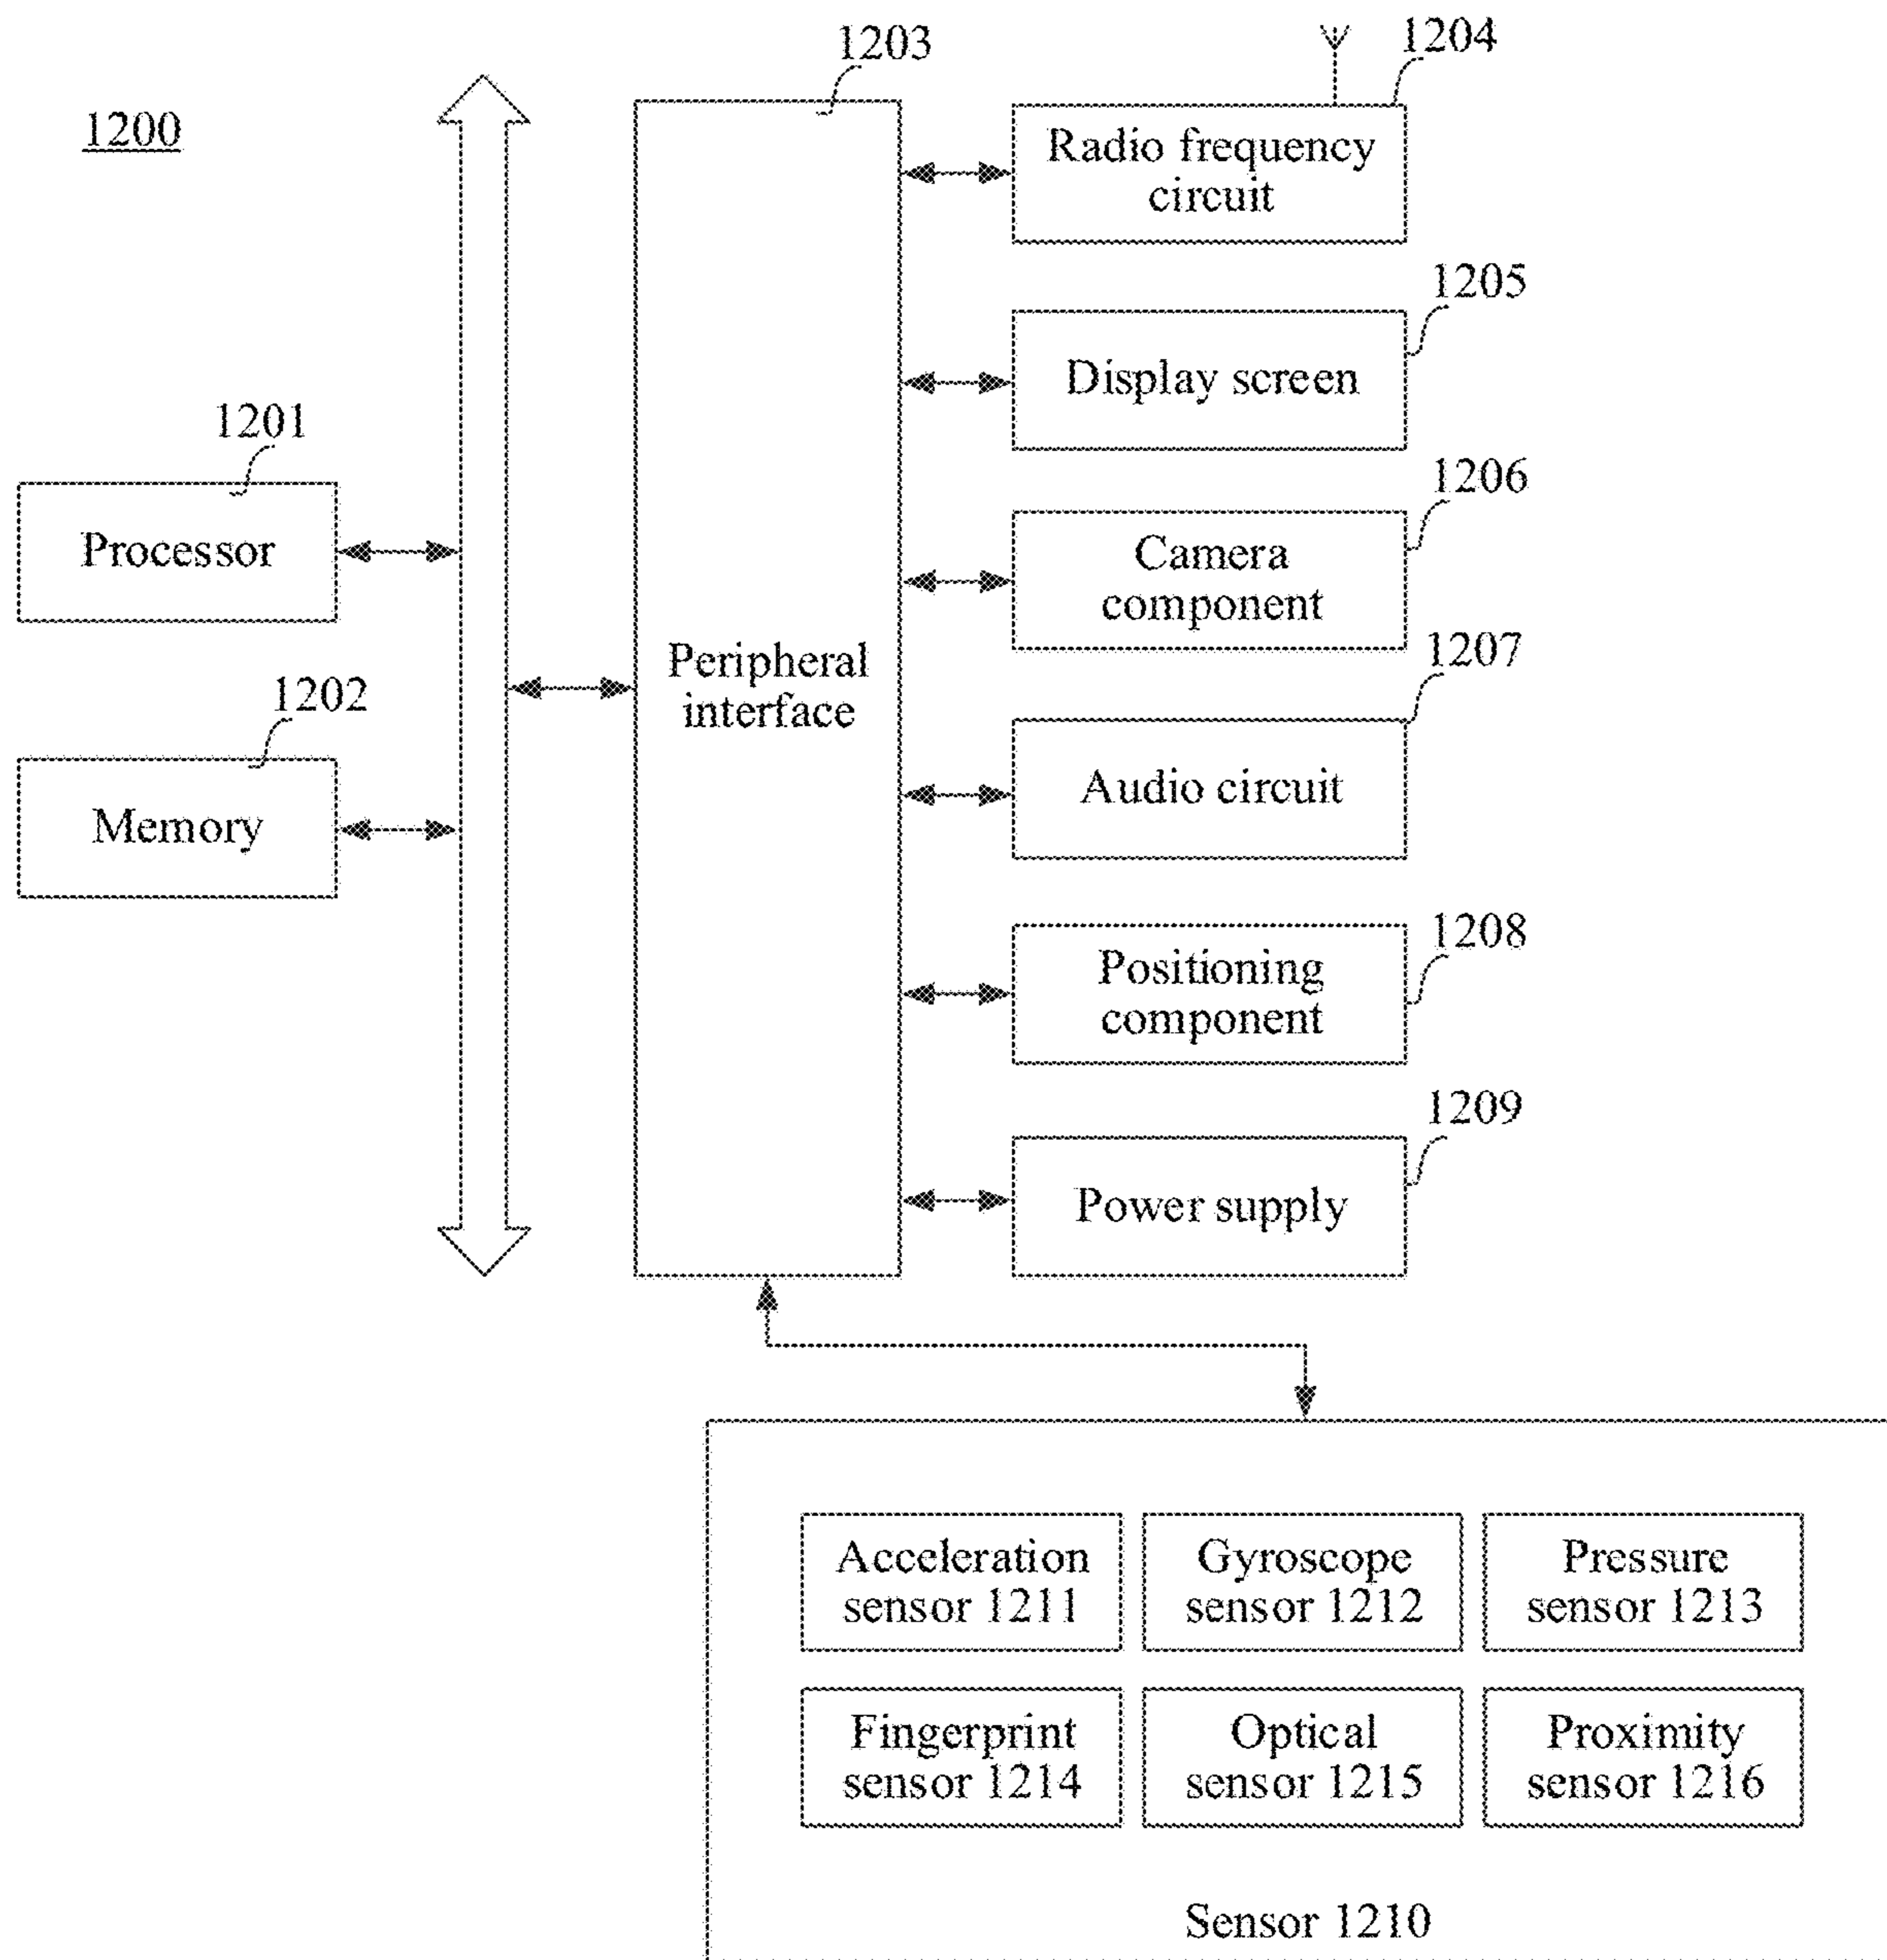 1200
1203
1204
Radio frequency
circuit
1205
Display screen
1201
Processor
1206
Camera
component
Peripheral
interface
1202
Memory
1207
Audio circuit
1208
Positioning
component
1209
Power supply
Acceleration
sensor 1211
Gyroscope
sensor 1212
Pressure
sensor 1213
Fingerprint
sensor 1214
Optical
sensor 1215
Proximity
sensor 1216
Sensor 1210